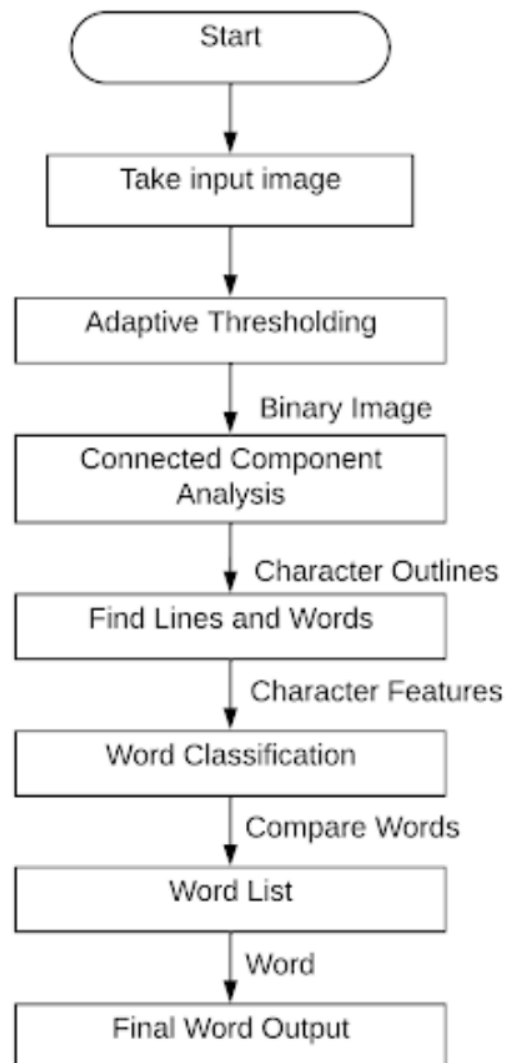 Start
Take input image
Adaptive Thresholding
Binary Image
Connected Component
Analysis
Character Outlines
Find Lines and Words
Character Features
Word Classification
Compare Words
Word List
Word
Final Word Output